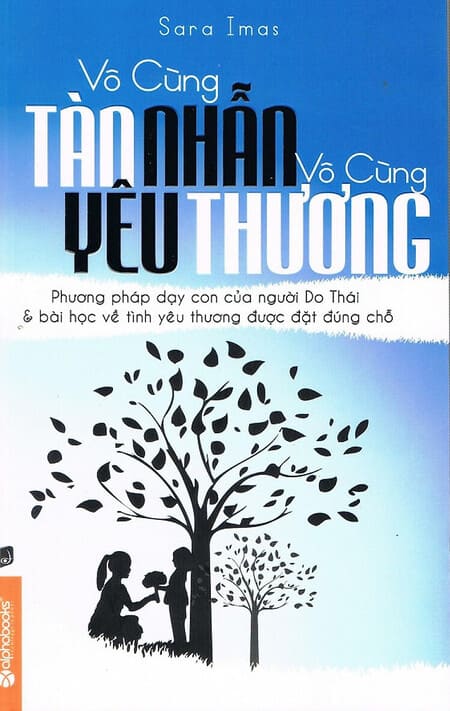 Sara Imas
Vô Cùng
TÀN NHẪN
Vô Cùng
YÊU THƯƠNG
Phương pháp dạy con của người Do Thái
& bài học về tình yêu thương được đặt đúng chỗ
alphabooks®